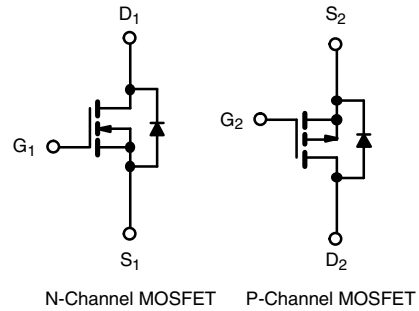 D1
S2
G1
G2
S1
D2
N-Channel MOSFET
P-Channel MOSFET